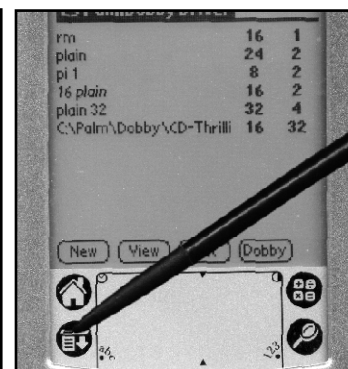 rm 16 1
plain 24 2
pi 1 8 2
16 plain 16 2
plain 32 32 4
C:\Palm\Dobby\CD-Thrilli 16 32
New View Dobby
abc 123